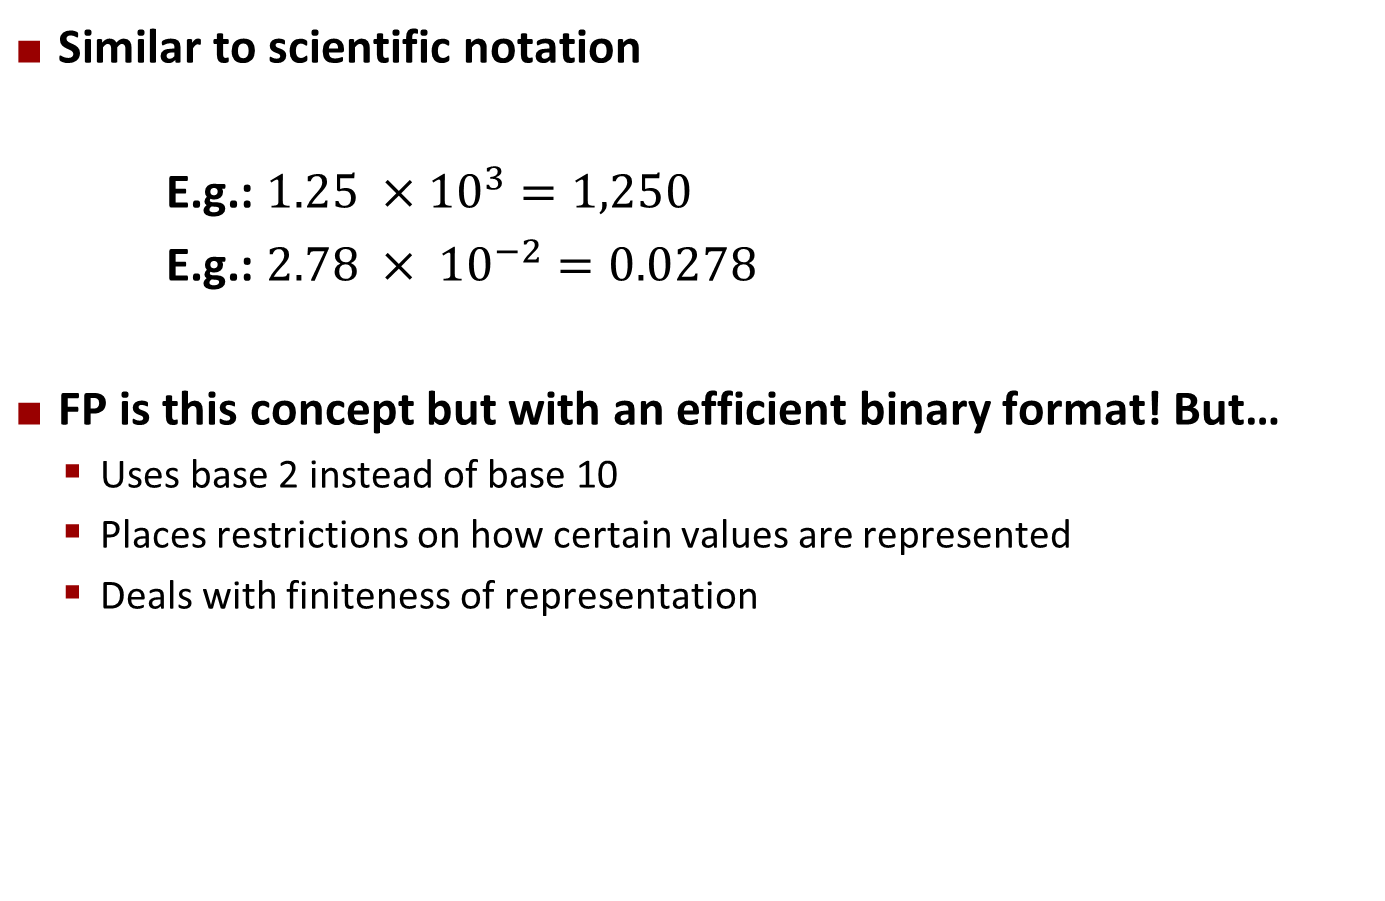 ■ Similar to scientific notation
E.g.: 1.25 × 10³ = 1,250
E.g.: 2.78 × 10⁻² = 0.0278
■ FP is this concept but with an efficient binary format! But...
▪ Uses base 2 instead of base 10
▪ Places restrictions on how certain values are represented
▪ Deals with finiteness of representation